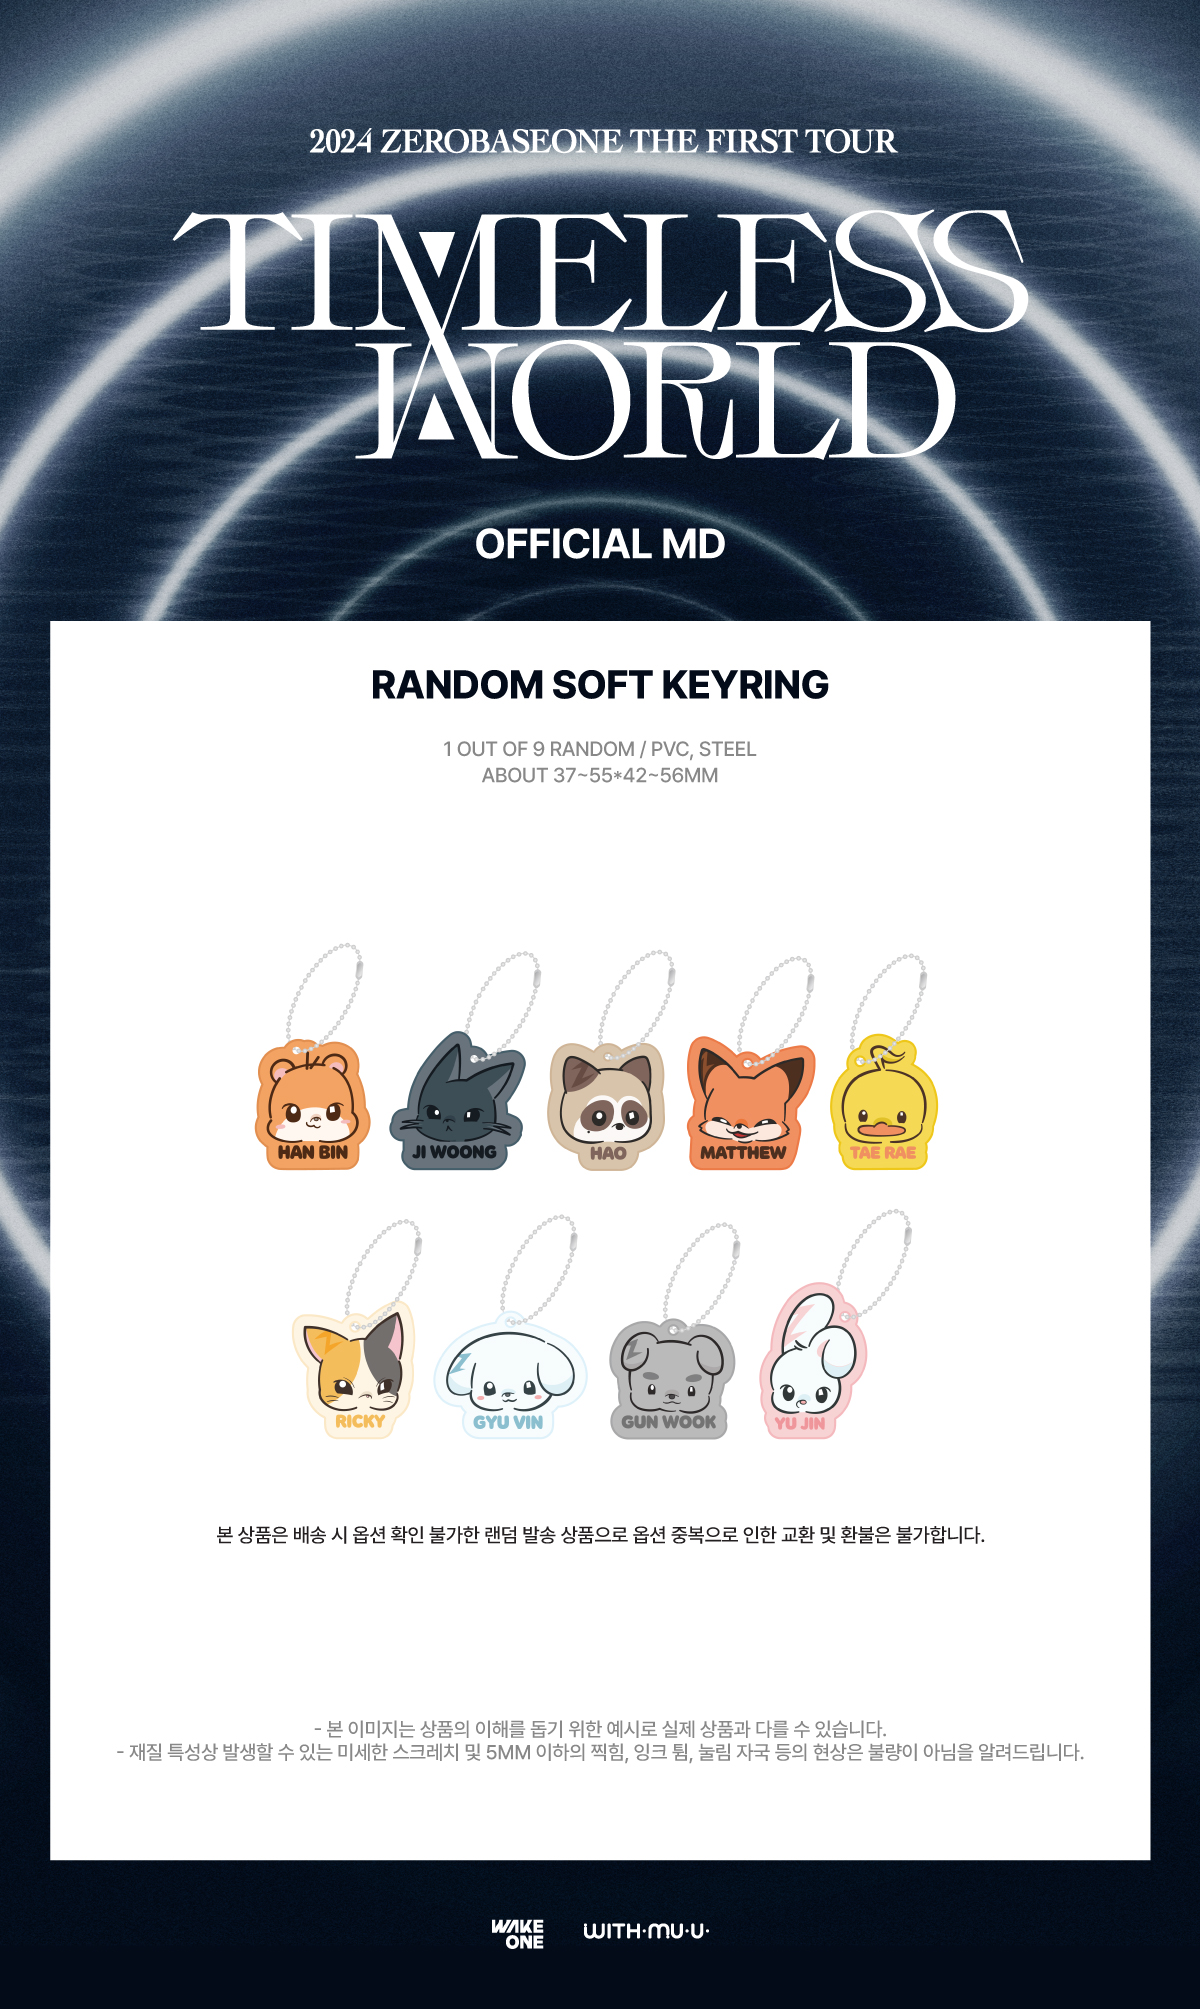 2024 ZEROBASEONE THE FIRST TOUR
TIMELESS
WORLD
OFFICIAL MD
RANDOM SOFT KEYRING
1 OUT OF 9 RANDOM / PVC, STEEL
ABOUT 37~55*42~56MM
HAN BIN
JI WOONG
HAO
MATTHEW
TAE RAE
RICKY
GYU VIN
GUN WOOK
YU JIN
본 상품은 배송 시 옵션 확인 불가한 랜덤 발송 상품으로 옵션 중복으로 인한 교환 및 환불은 불가합니다.
- 본 이미지는 상품의 이해를 돕기 위한 예시로 실제 상품과 다를 수 있습니다.
- 재질 특성상 발생할 수 있는 미세한 스크레치 및 5MM 이하의 찍힘, 잉크 튐, 눌림 자국 등의 현상은 불량이 아님을 알려드립니다.
WAKE
ONE
WITH·MU·U·